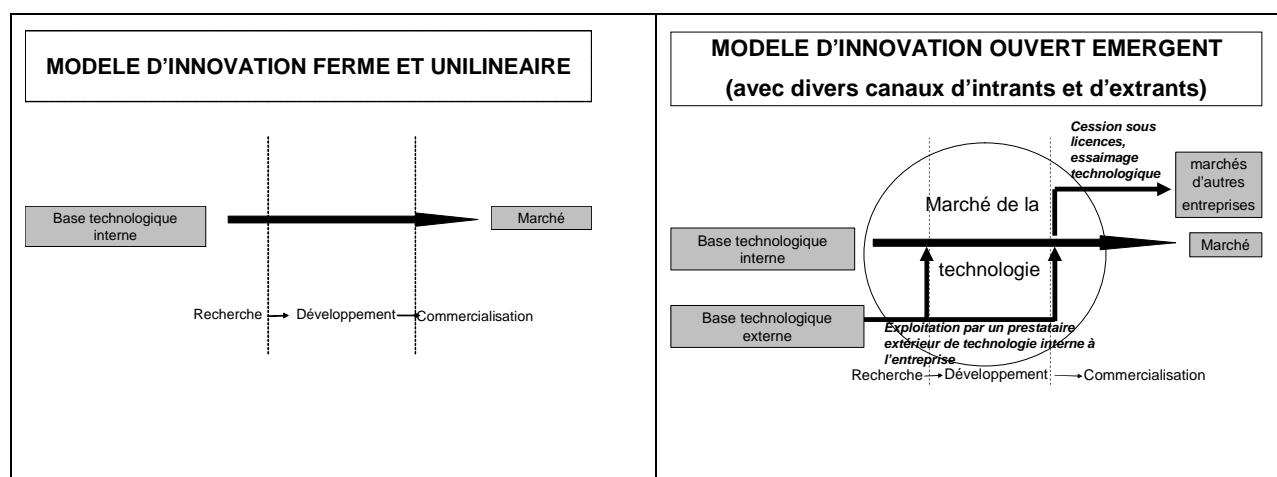 MODELE D'INNOVATION FERME ET UNILINEAIRE
Base technologique
interne
Marché
Recherche
Développement
Commercialisation
MODELE D'INNOVATION OUVERT EMERGENT
(avec divers canaux d'intrants et d'extrants)
Cession sous
licences,
essaimage
technologique
marchés
d'autres
entreprises
Marché de la
technologie
Base technologique
interne
Marché
Base technologique
externe
Exploitation par un prestataire
extérieur de technologie interne à
l'entreprise
Recherche
Développement
Commercialisation